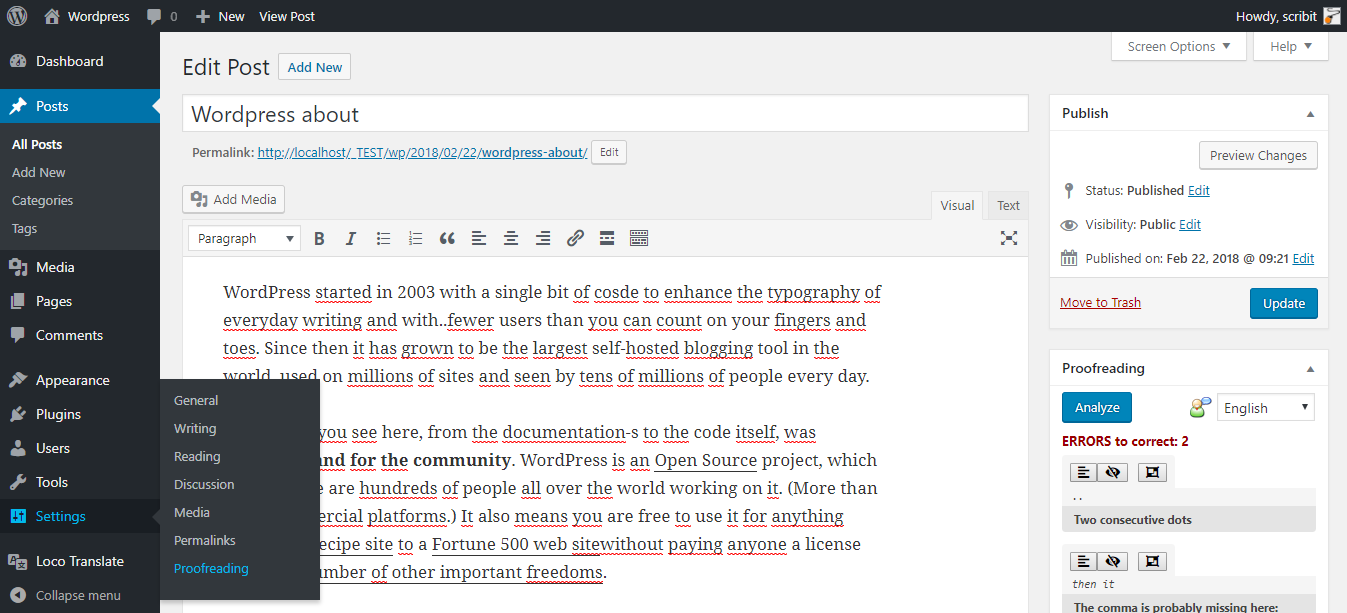 Wordpress 0 New View Post Howdy, scribit
Screen Options Help
Dashboard
Posts
All Posts
Add New
Categories
Tags
Media
Pages
Comments
Appearance
Plugins
Users
Tools
Settings
Loco Translate
Collapse menu
General
Writing
Reading
Discussion
Media
Permalinks
Proofreading
Edit Post Add New
Wordpress about
Permalink: http://localhost/_TEST/wp/2018/02/22/wordpress-about/ Edit
Add Media
Visual Text
Paragraph B I
WordPress started in 2003 with a single bit of cosde to enhance the typography of
everyday writing and with..fewer users than you can count on your fingers and
toes. Since then it has grown to be the largest self-hosted blogging tool in the
world, used on millions of sites and seen by tens of millions of people every day.
you see here, from the documentation-s to the code itself, was
and for the community. WordPress is an Open Source project, which
are hundreds of people all over the world working on it. (More than
platforms.) It also means you are free to use it for anything
site to a Fortune 500 web sitewithout paying anyone a license
of other important freedoms.
Publish
Preview Changes
Status: Published Edit
Visibility: Public Edit
Published on: Feb 22, 2018 @ 09:21 Edit
Move to Trash Update
Proofreading
Analyze English
ERRORS to correct: 2
..
Two consecutive dots
then it
The comma is probably missing here: